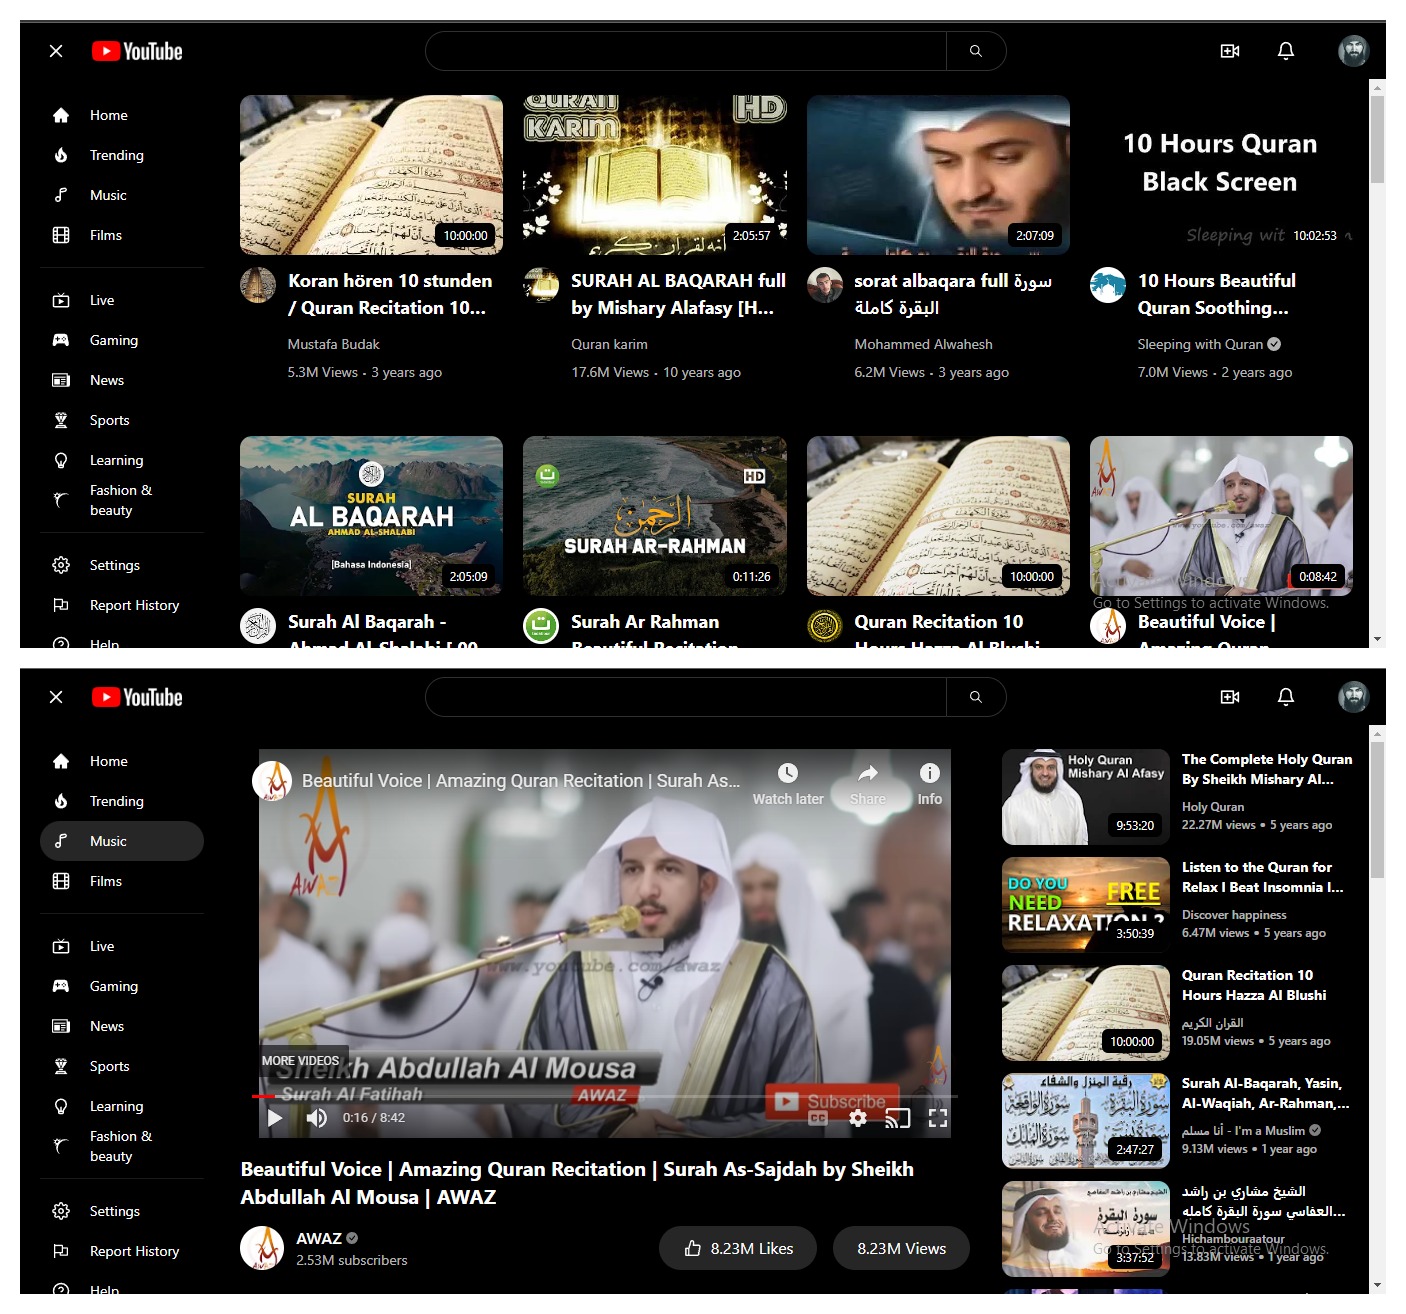 YouTube
Home
Trending
Music
Films
Live
Gaming
News
Sports
Learning
Fashion &
beauty
Settings
Report History
Help
10:00:00
Koran hören 10 stunden
/ Quran Recitation 10...
Mustafa Budak
5.3M Views - 3 years ago
QURAN
KARIM
HD
2:05:57
SURAH AL BAQARAH full
by Mishary Alafasy [H...
Quran karim
17.6M Views - 10 years ago
2:07:09
sorat albaqara full سورة
البقرة كاملة
Mohammed Alwahesh
6.2M Views - 3 years ago
10 Hours Quran
Black Screen
Sleeping wit
10:02:53
10 Hours Beautiful
Quran Soothing...
Sleeping with Quran
7.0M Views - 2 years ago
SURAH
AL BAQARAH
AHMAD AL-SHALABI
[Bahasa Indonesia]
2:05:09
Surah Al Baqarah -
Ahmad Al-Shalabi [ 00
HD
الرحمن
SURAH AR-RAHMAN
0:11:26
Surah Ar Rahman
Beautiful Recitation
10:00:00
Quran Recitation 10
Hours Hazza Al Blushi
www.youtube.com/awaz
0:08:42
Activate Windows
Go to Settings to activate Windows.
Beautiful Voice |
Amazing Quran
YouTube
Home
Trending
Music
Films
Live
Gaming
News
Sports
Learning
Fashion &
beauty
Settings
Report History
Help
Beautiful Voice | Amazing Quran Recitation | Surah As...
Watch later
Share
Info
AWAZ
www.youtube.com/awaz
MORE VIDEOS
Sheikh Abdullah Al Mousa
Surah Al Fatihah
AWAZ
Subscribe
CC
0:16 / 8:42
Beautiful Voice | Amazing Quran Recitation | Surah As-Sajdah by Sheikh
Abdullah Al Mousa | AWAZ
AWAZ
2.53M subscribers
8.23M Likes
8.23M Views
Holy Quran
Mishary Al Afasy
9:53:20
The Complete Holy Quran
By Sheikh Mishary Al...
Holy Quran
22.27M views • 5 years ago
DO YOU
NEED
FREE
RELAXATION ?
3:50:39
Listen to the Quran for
Relax I Beat Insomnia I...
Discover happiness
6.47M views • 5 years ago
10:00:00
Quran Recitation 10
Hours Hazza Al Blushi
القران الكريم
19.05M views • 5 years ago
رقية المنزل والشفاء
سورة البقرة
سورة الواقعة
سورة يس
سورة الملك
2:47:27
Surah Al-Baqarah, Yasin,
Al-Waqiah, Ar-Rahman,...
أنا مسلم - I'm a Muslim
9.13M views • 1 year ago
سورة البقرة
3:37:52
الشيخ مشاري بن راشد
العفاسي سورة البقرة كامله...
Hichambouraatour
13.83M views • 1 year ago
Activate Windows
Go to Settings to activate Windows.